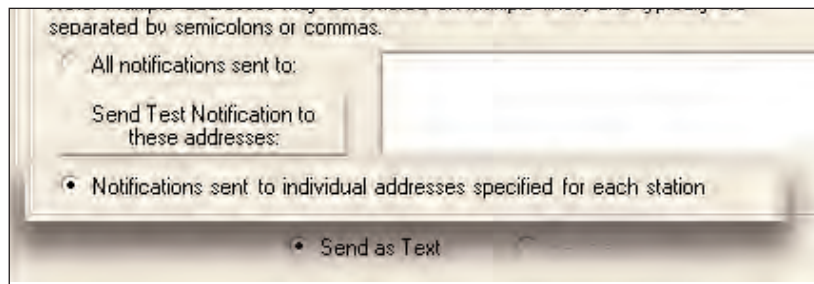 separated by semicolons or commas.
All notifications sent to:
Send Test Notification to
these addresses:
Notifications sent to individual addresses specified for each station
Send as Text